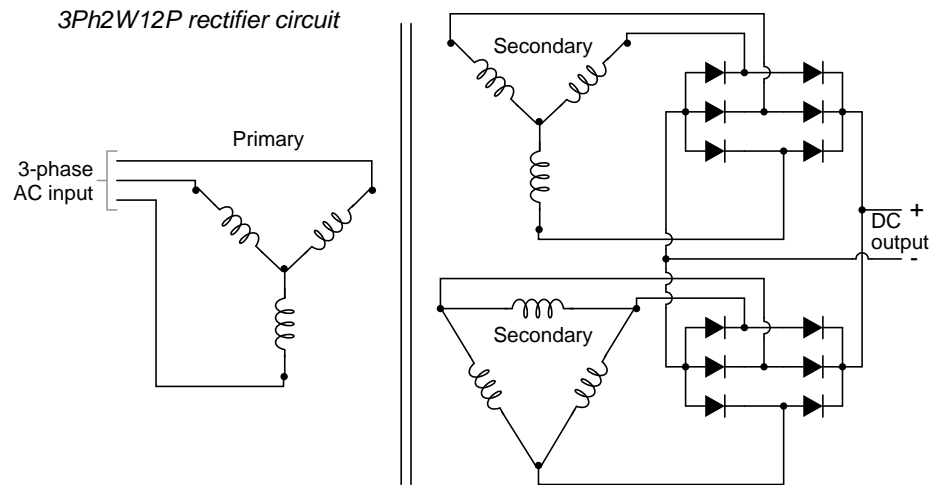 3Ph2W12P rectifier circuit
Secondary
Primary
3-phase
AC input
DC
output
+
-
Secondary